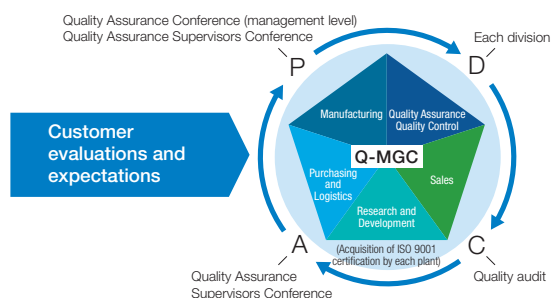 Quality Assurance Conference (management level)
Quality Assurance Supervisors Conference
Each division
P
D
Manufacturing
Quality Assurance
Quality Control
Customer
evaluations and
expectations
Q-MGC
Purchasing
and
Logistics
Sales
Research and
Development
(Acquisition of ISO 9001
certification by each plant)
A
C
Quality Assurance
Supervisors Conference
Quality audit